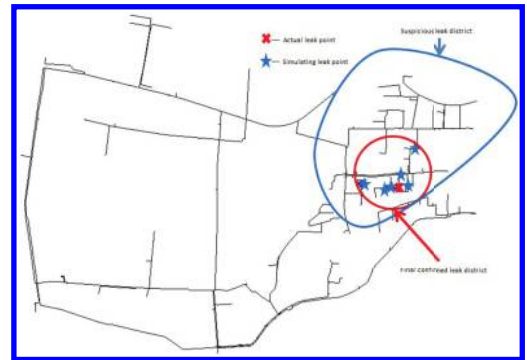 Suspicious leak district
— Actual leak point
— Simulating leak point
Final confirmed leak district